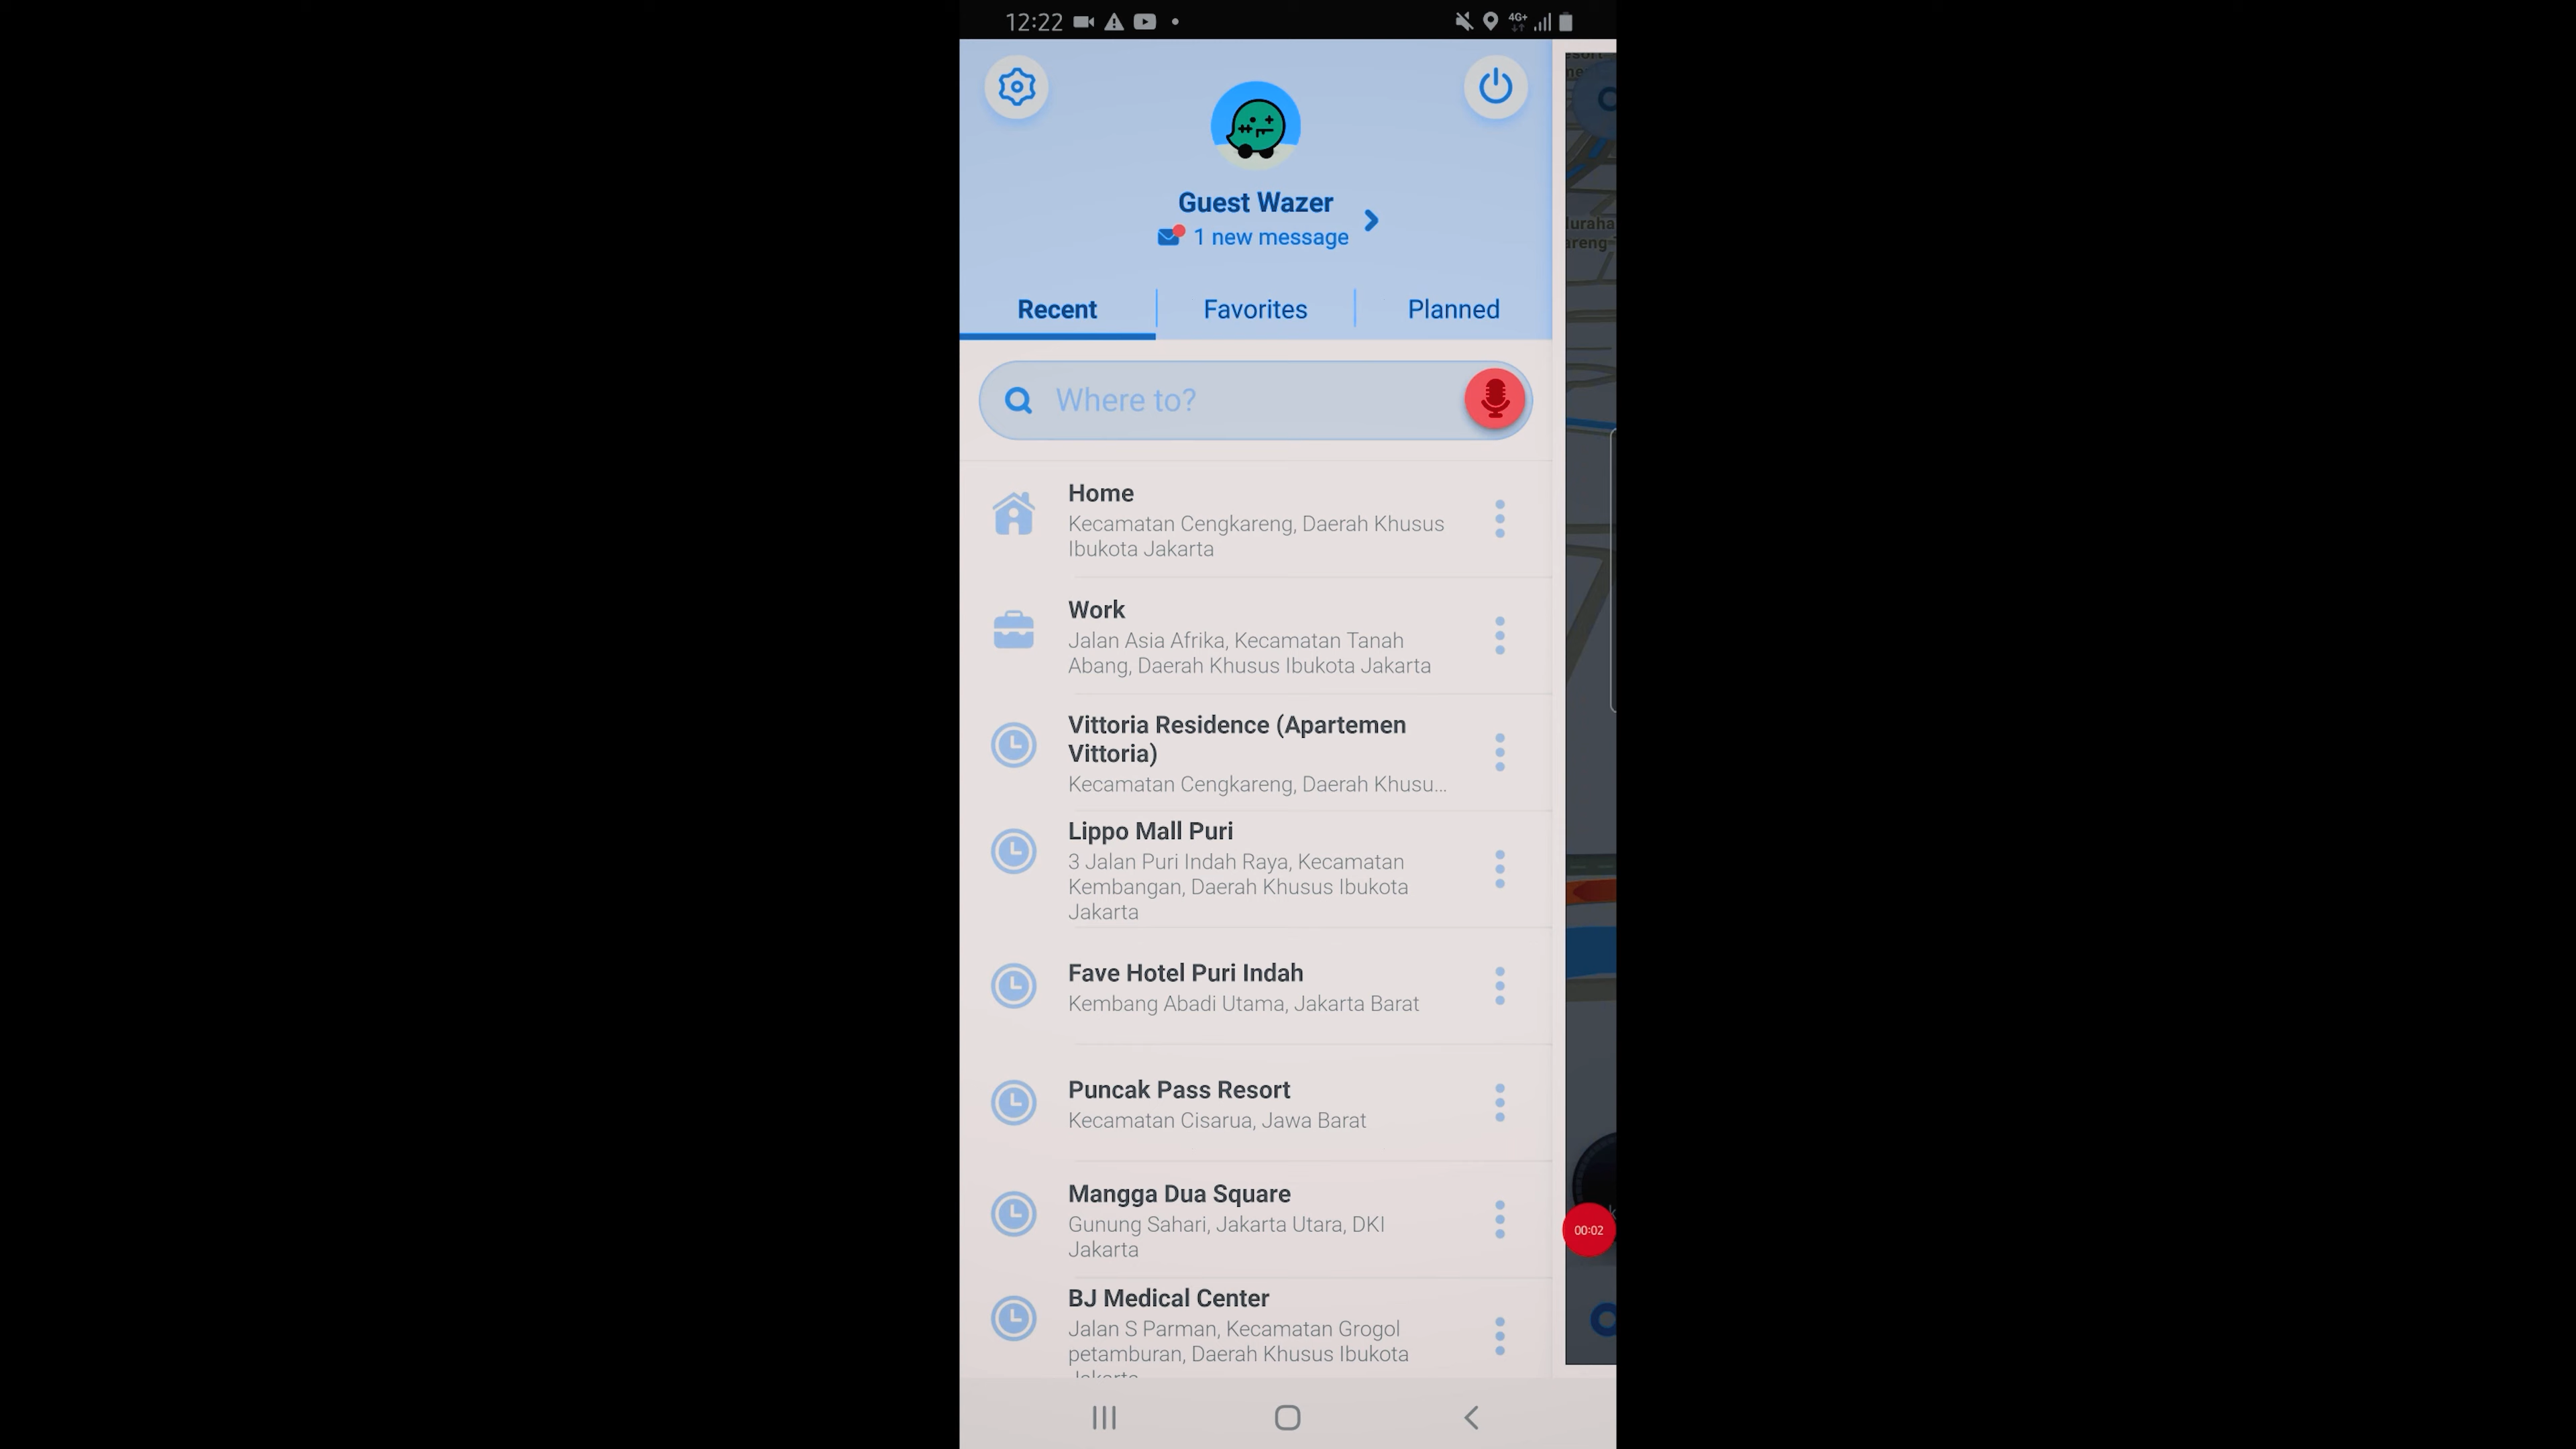 12:22
4G+
Guest Wazer
1 new message
Recent
Favorites
Planned
Where to?
Home
Kecamatan Cengkareng, Daerah Khusus
Ibukota Jakarta
Work
Jalan Asia Afrika, Kecamatan Tanah
Abang, Daerah Khusus Ibukota Jakarta
Vittoria Residence (Apartemen
Vittoria)
Kecamatan Cengkareng, Daerah Khusu...
Lippo Mall Puri
3 Jalan Puri Indah Raya, Kecamatan
Kembangan, Daerah Khusus Ibukota
Jakarta
Fave Hotel Puri Indah
Kembang Abadi Utama, Jakarta Barat
Puncak Pass Resort
Kecamatan Cisarua, Jawa Barat
Mangga Dua Square
Gunung Sahari, Jakarta Utara, DKI
Jakarta
00:02
BJ Medical Center
Jalan S Parman, Kecamatan Grogol
petamburan, Daerah Khusus Ibukota